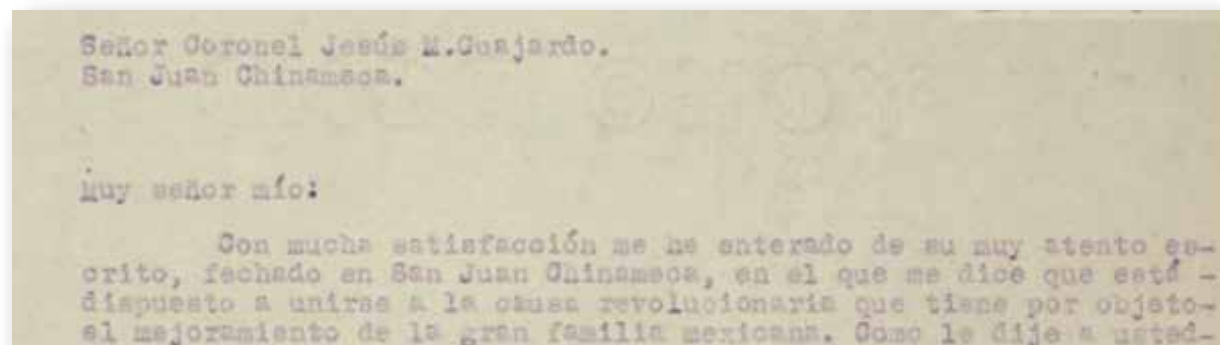 Señor Coronel Jesús M.Guajardo.
San Juan Chinameca.
Muy señor mío:
Con mucha satisfacción me he enterado de su muy atento es-
crito, fechado en San Juan Chinameca, en el que me dice que está -
dispuesto a unirse a la causa revolucionaria que tiene por objeto-
el mejoramiento de la gran familia mexicana. Como le dije a usted-